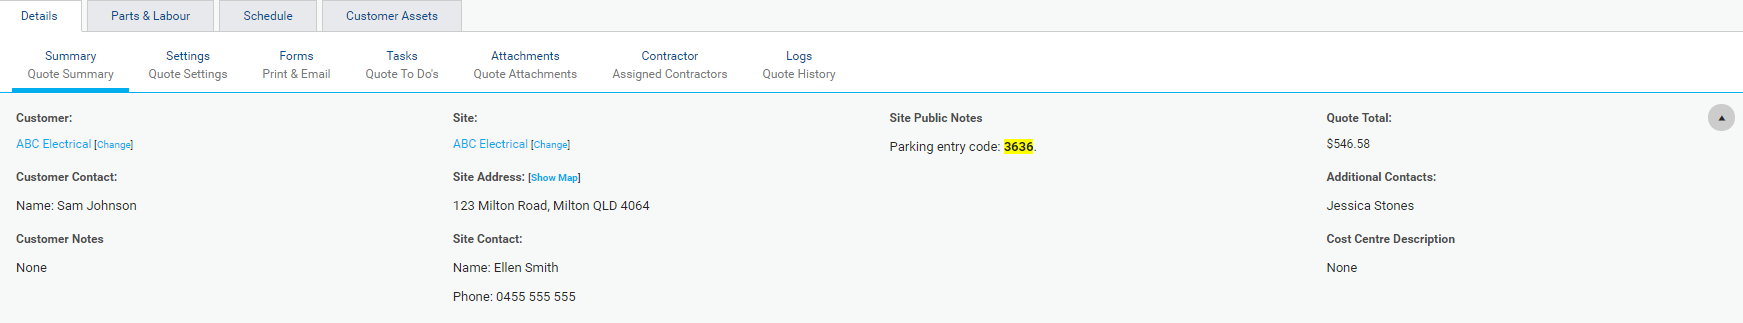 Details
Parts & Labour
Schedule
Customer Assets
Summary
Quote Summary
Settings
Quote Settings
Forms
Print & Email
Tasks
Quote To Do's
Attachments
Quote Attachments
Contractor
Assigned Contractors
Logs
Quote History
Customer:
ABC Electrical [Change]
Customer Contact:
Name: Sam Johnson
Customer Notes
None
Site:
ABC Electrical [Change]
Site Address: [Show Map]
123 Milton Road, Milton QLD 4064
Site Contact:
Name: Ellen Smith
Phone: 0455 555 555
Site Public Notes
Parking entry code: 3636.
Quote Total:
$546.58
Additional Contacts:
Jessica Stones
Cost Centre Description
None